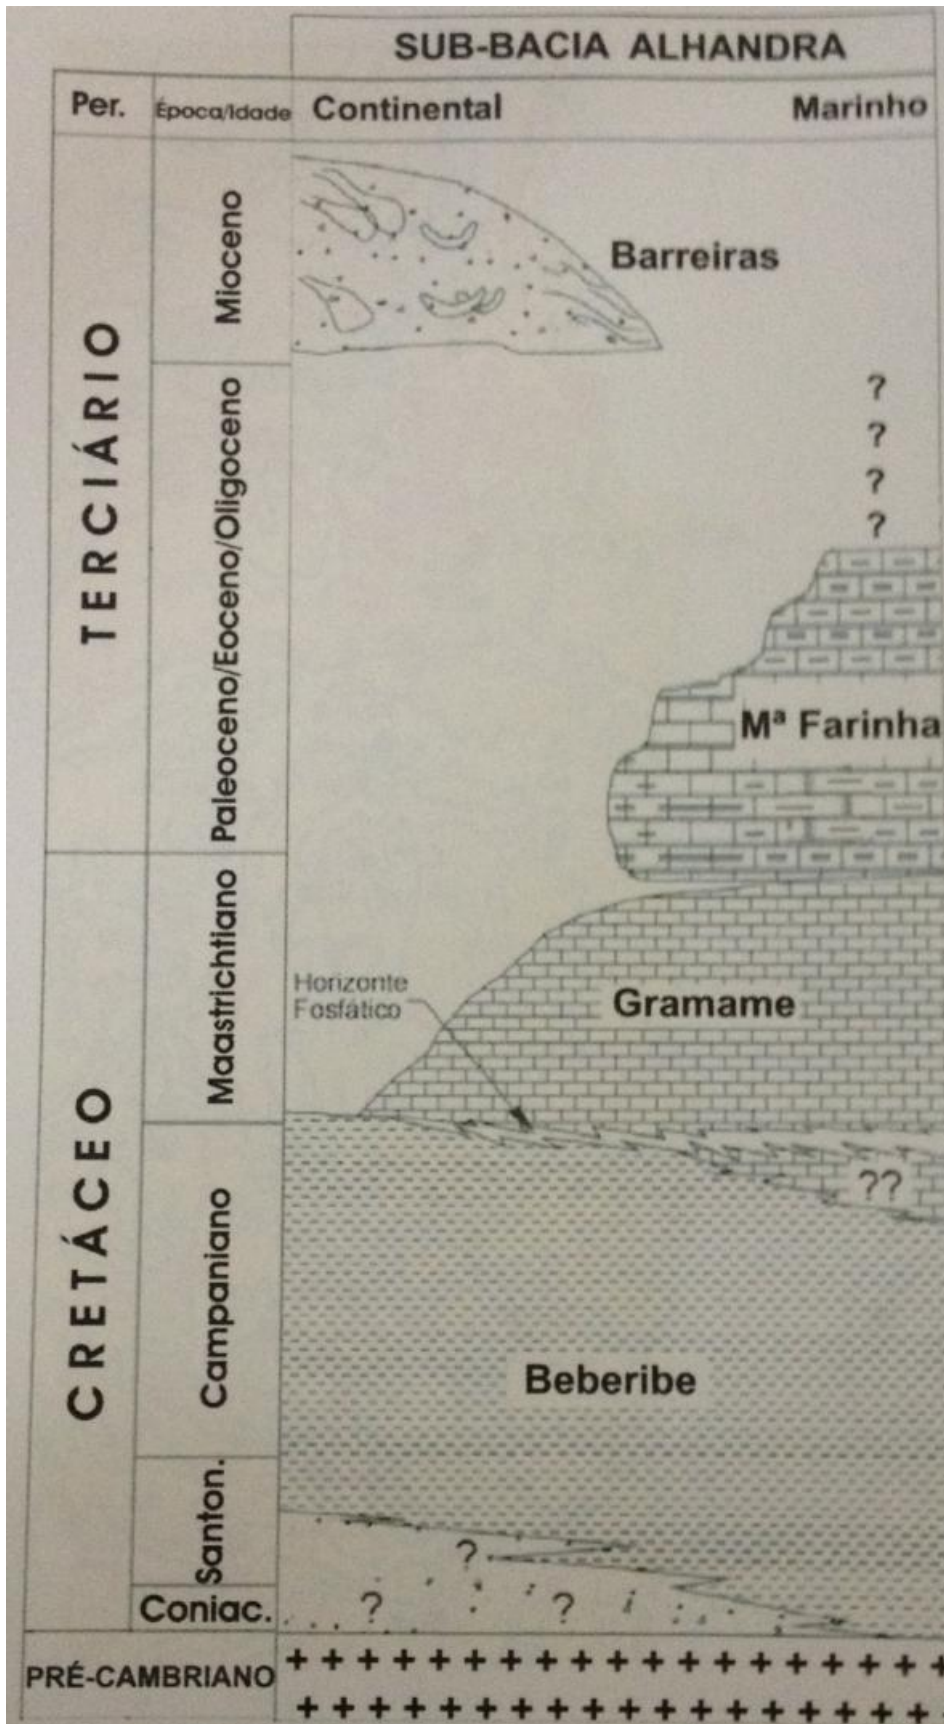 SUB-BACIA ALHANDRA
Per.
Época/Idade
Continental
Marinho
TERCIÁRIO
Mioceno
Barreiras
Paleoceno/Eoceno/Oligoceno
?
?
?
?
Mª Farinha
CRETÁCEO
Maastrichtiano
Horizonte
Fosfático
Gramame
??
Campaniano
Beberibe
Santon.
?
Coniac.
? ?
PRÉ-CAMBRIANO